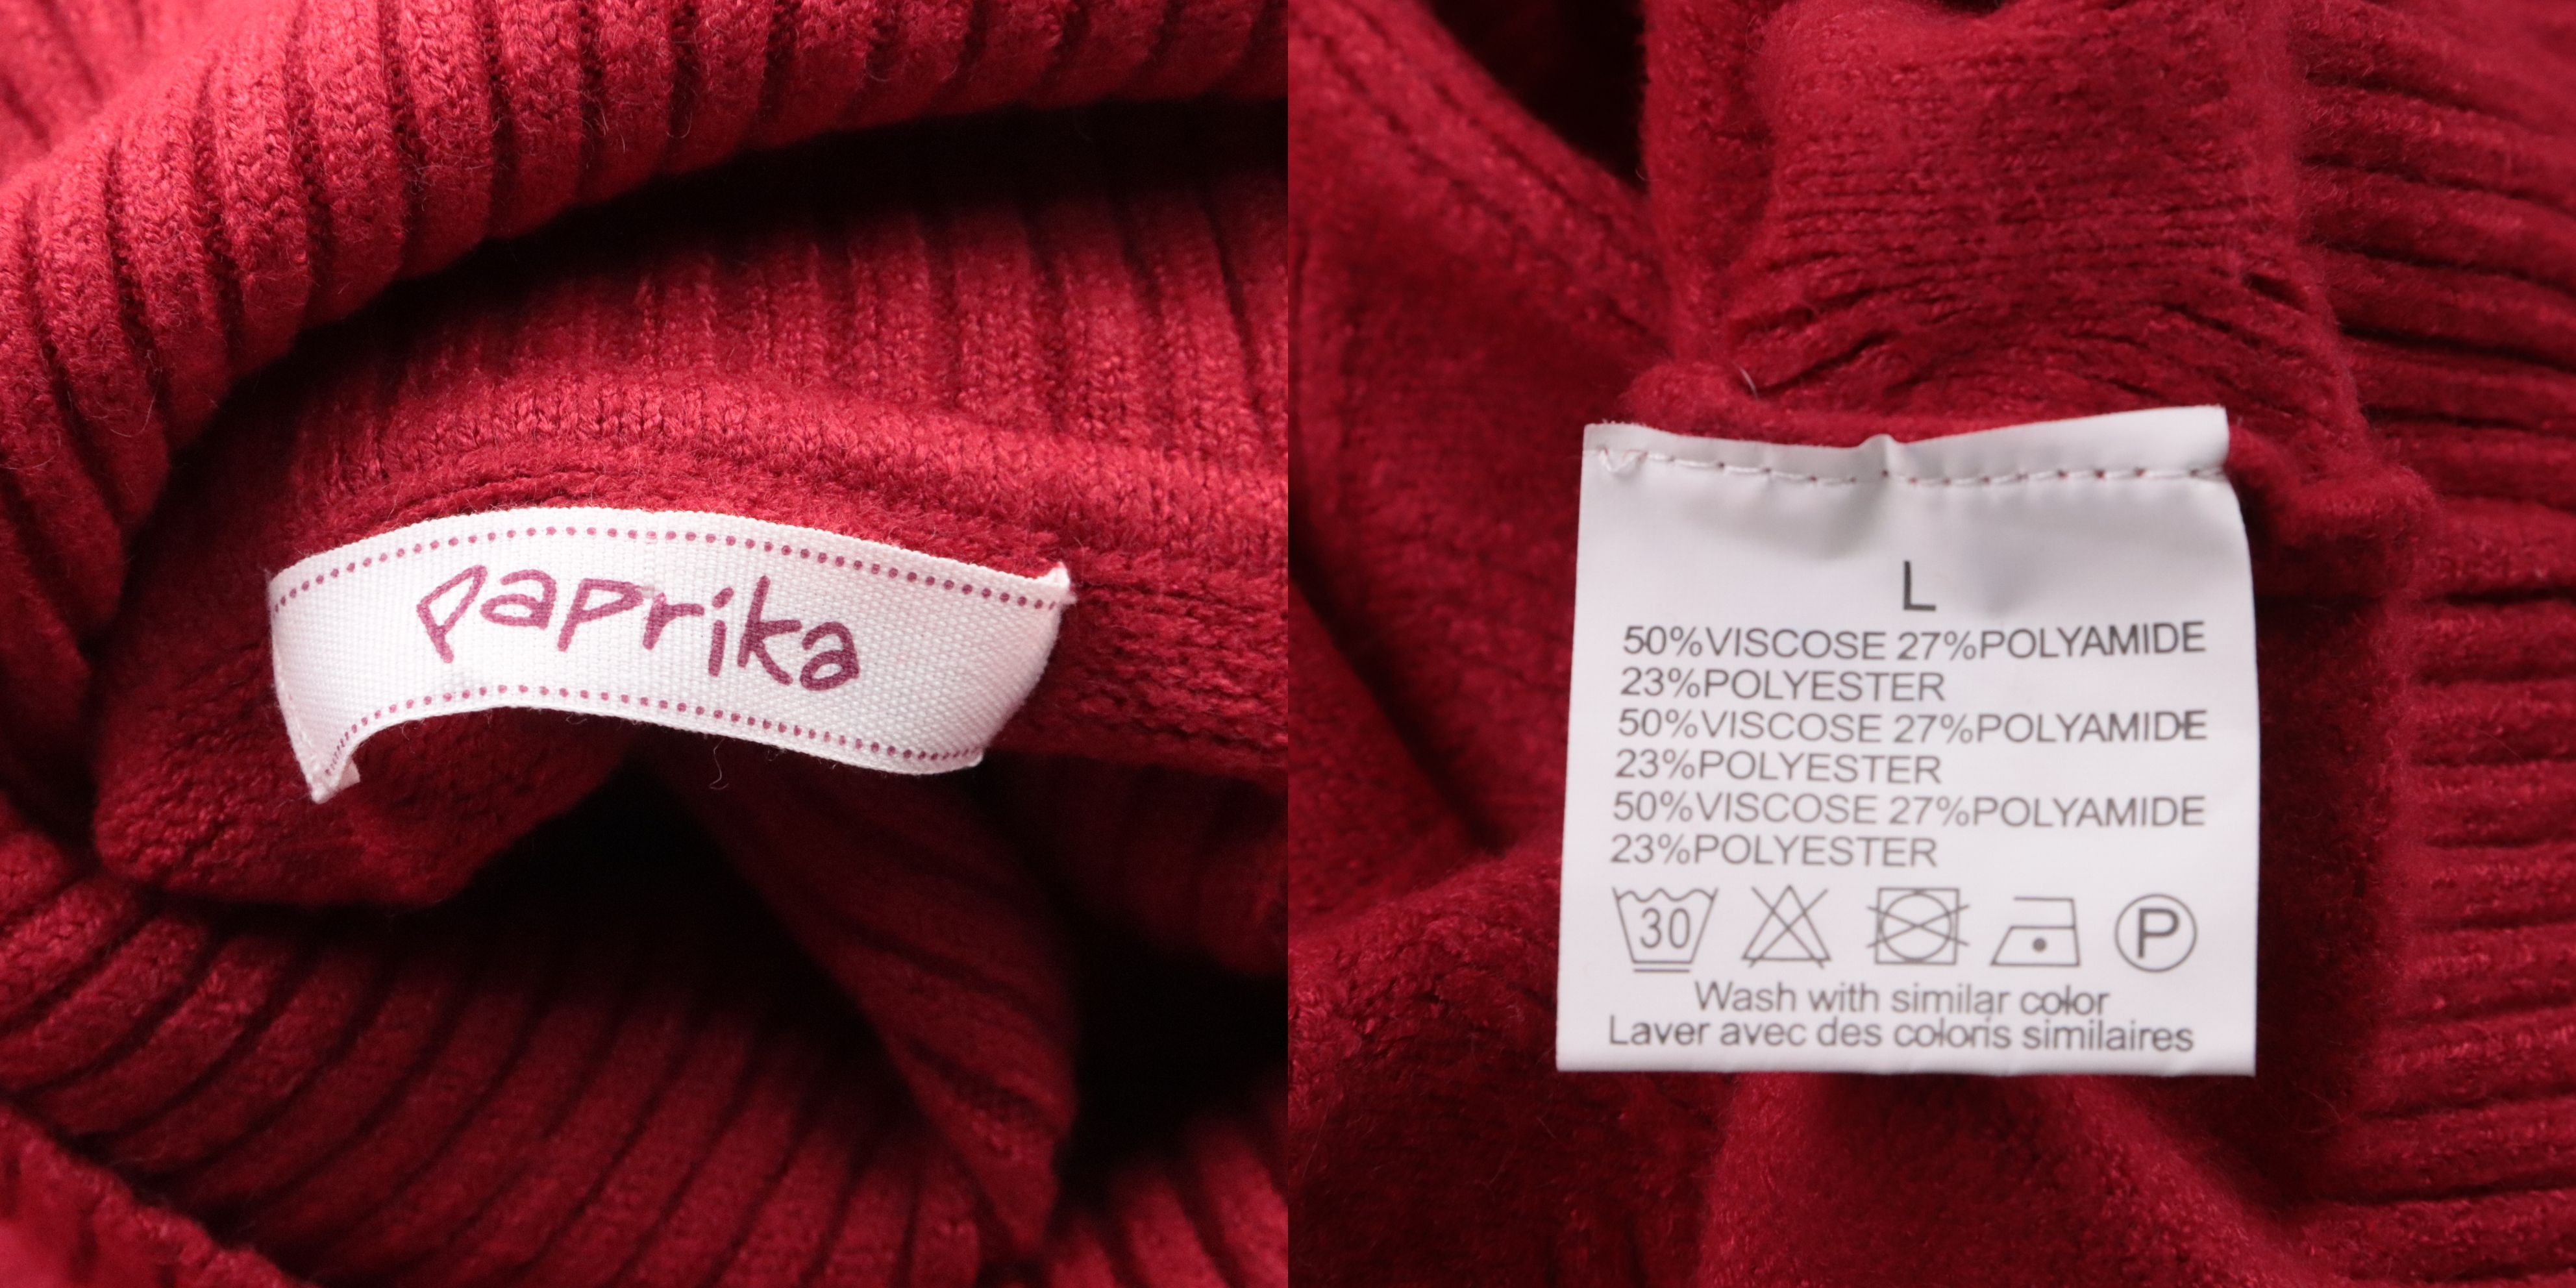 paprika
L
50%VISCOSE 27%POLYAMIDE
23%POLYESTER
50%VISCOSE 27%POLYAMIDE
23%POLYESTER
50%VISCOSE 27%POLYAMIDE
23%POLYESTER
30 P
Wash with similar color
Laver avec des coloris similaires